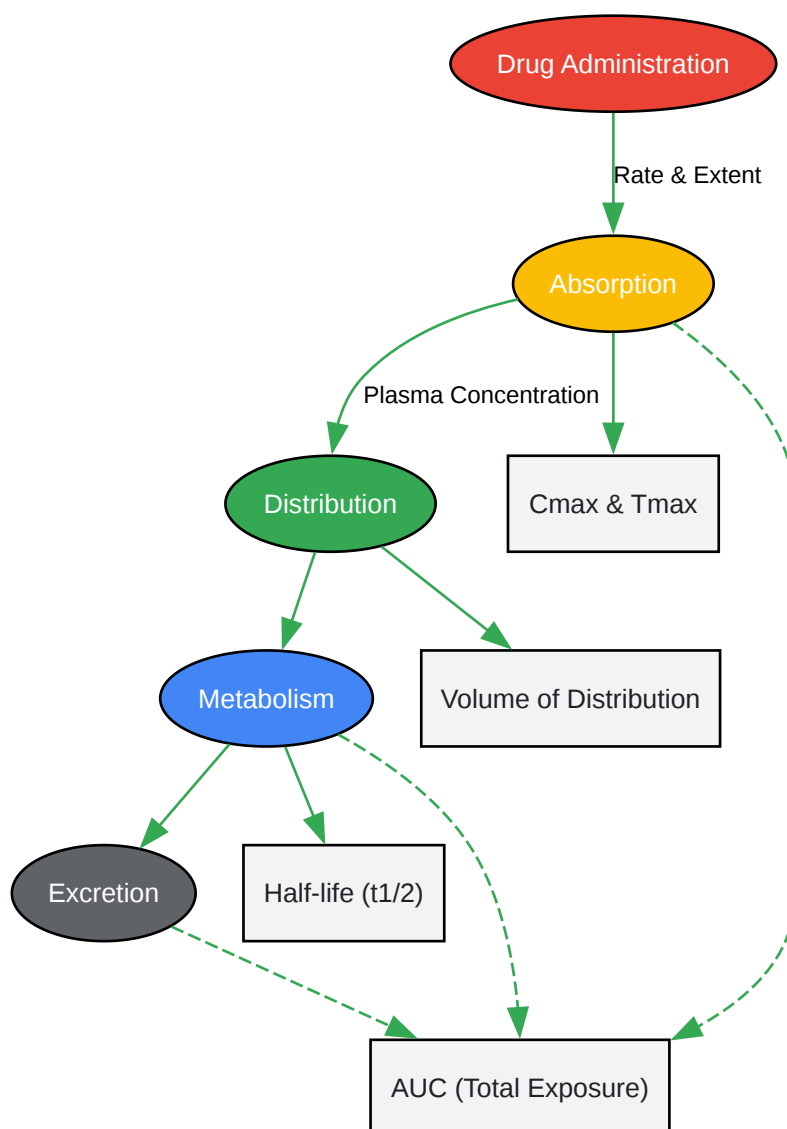 Drug Administration
Rate & Extent
Absorption
Plasma Concentration
Distribution
Cmax & Tmax
Metabolism
Volume of Distribution
Excretion
Half-life (t1/2)
AUC (Total Exposure)